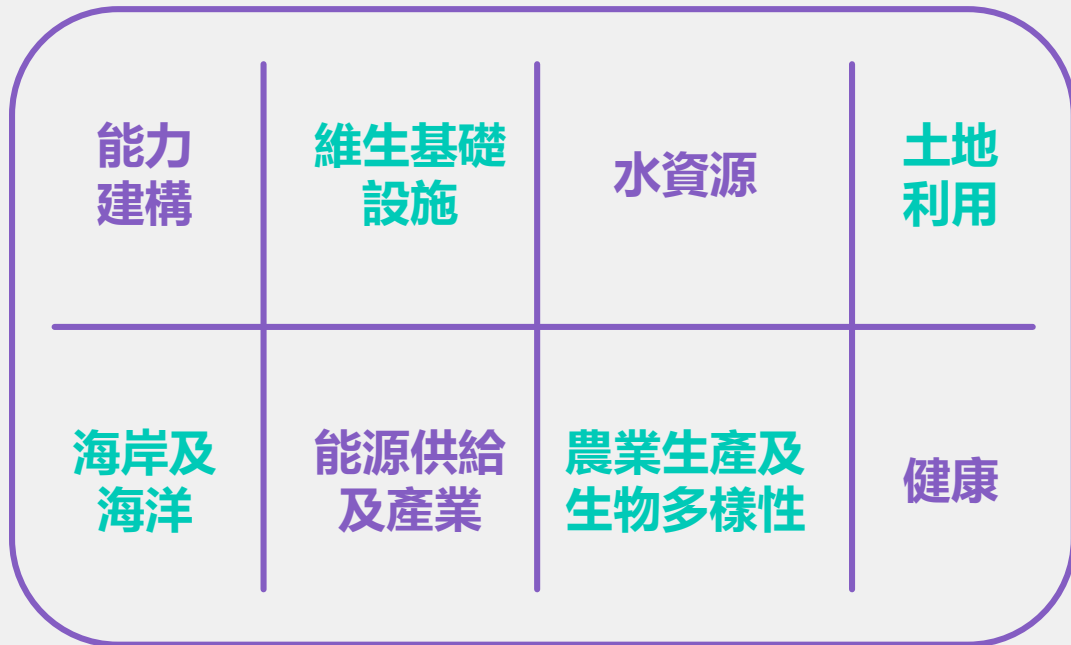 能力
建構
維生基礎
設施
水資源
土地
利用
海岸及
海洋
能源供給
及產業
農業生產及
生物多樣性
健康